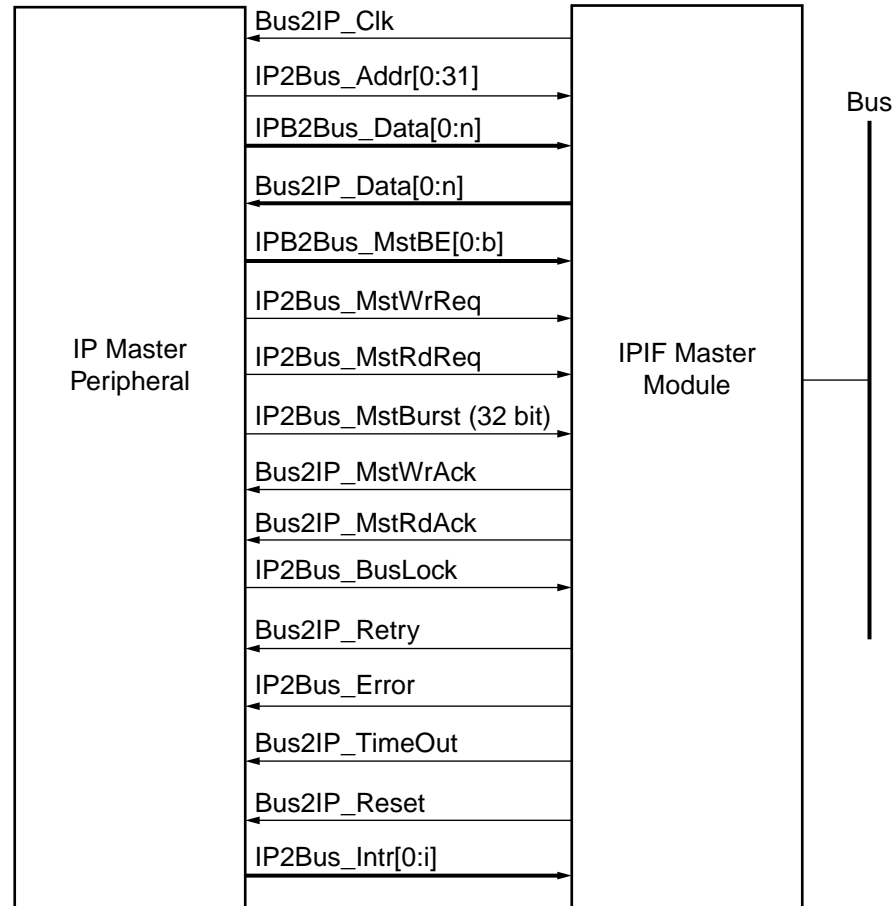 Bus2IP_Clk
IP2Bus_Addr[0:31]
Bus
IPB2Bus_Data[0:n]
Bus2IP_Data[0:n]
IPB2Bus_MstBE[0:b]
IP2Bus_MstWrReq
IP Master
Peripheral
IP2Bus_MstRdReq
IPIF Master
Module
IP2Bus_MstBurst (32 bit)
Bus2IP_MstWrAck
Bus2IP_MstRdAck
IP2Bus_BusLock
Bus2IP_Retry
IP2Bus_Error
Bus2IP_TimeOut
Bus2IP_Reset
IP2Bus_Intr[0:i]